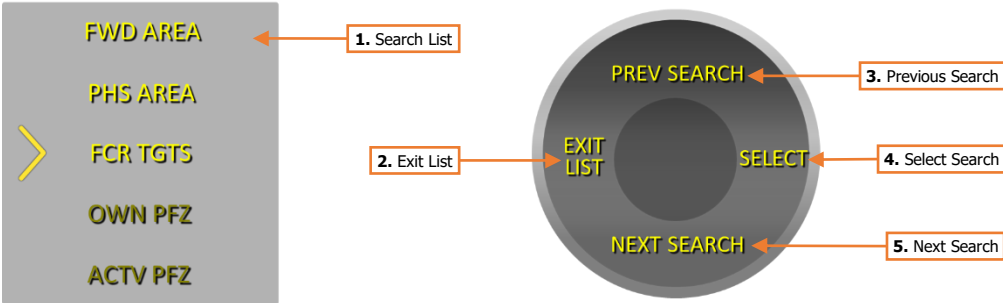 FWD AREA
PHS AREA
FCR TGTS
OWN PFZ
ACTV PFZ
1. Search List
2. Exit List
PREV SEARCH
EXIT
LIST
SELECT
NEXT SEARCH
3. Previous Search
4. Select Search
5. Next Search